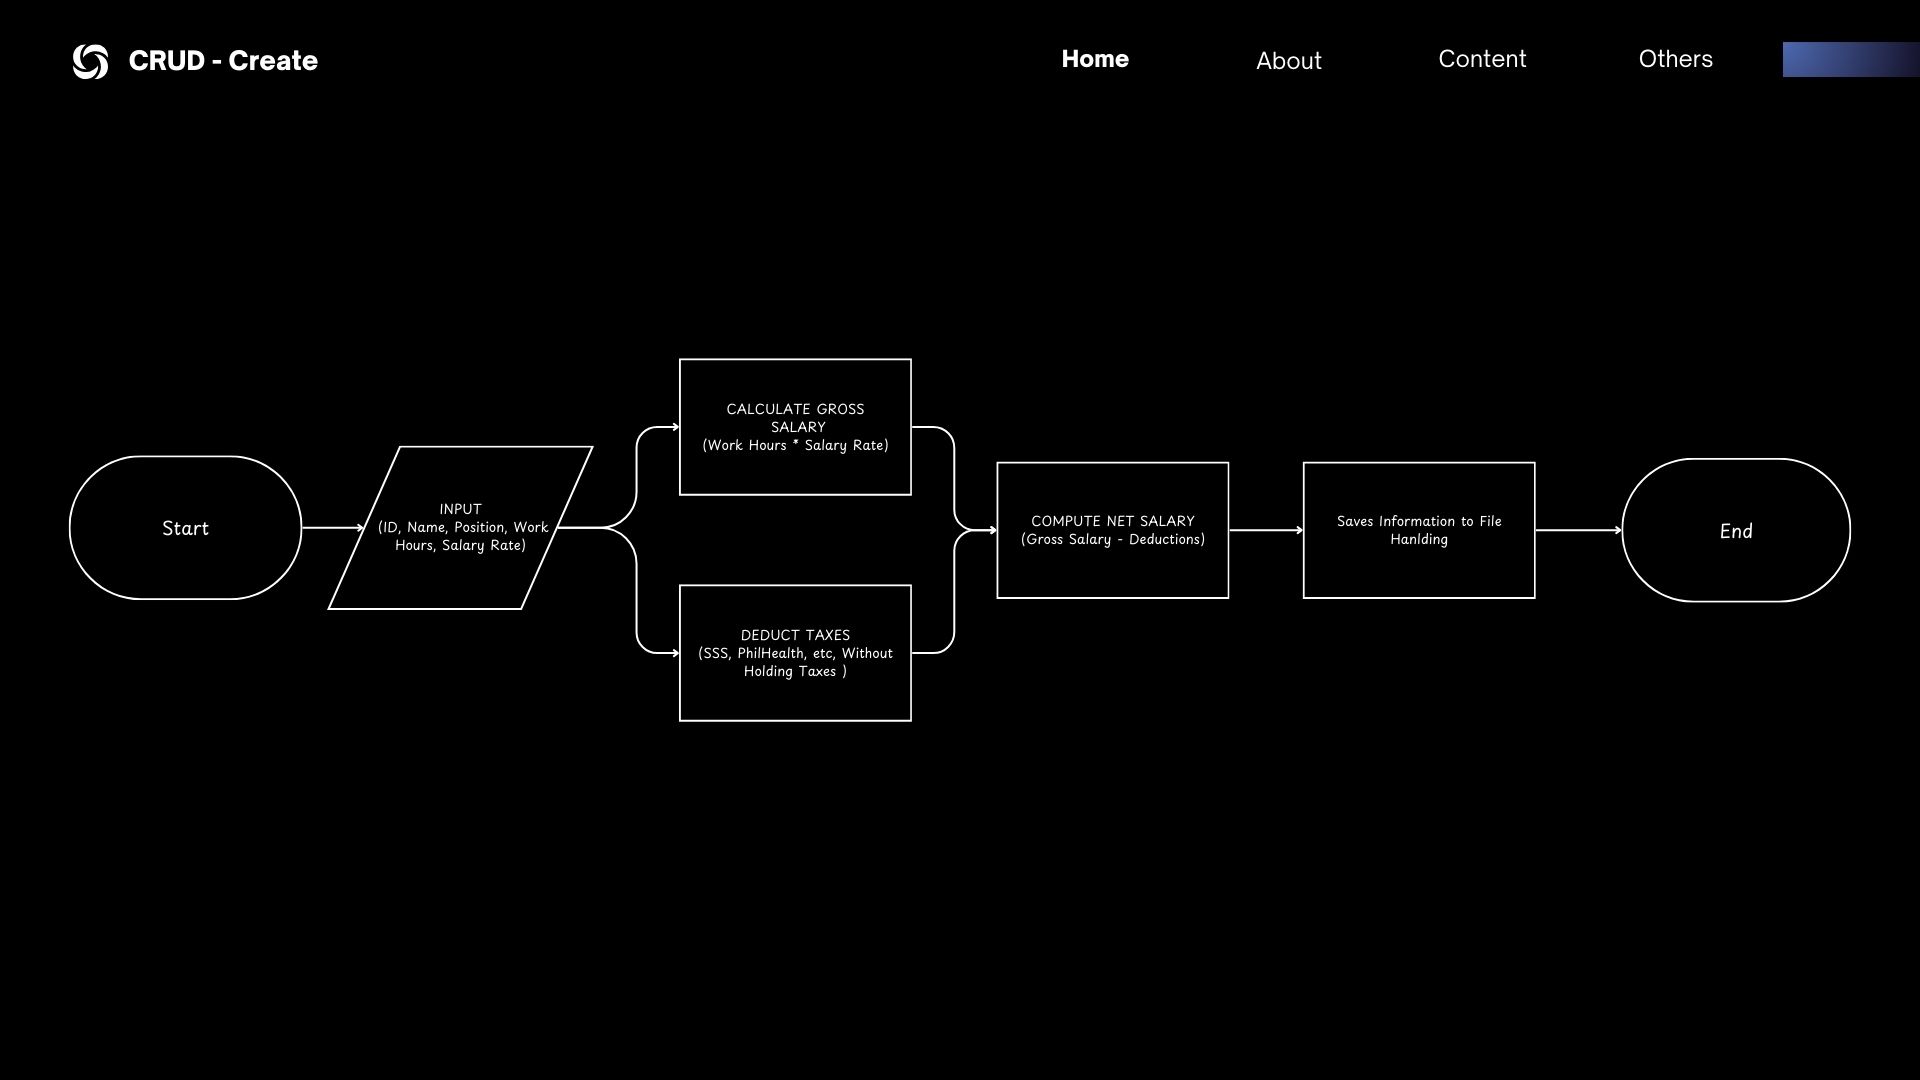 CRUD - Create
Home
About
Content
Others
Start
INPUT
(ID, Name, Position, Work
Hours, Salary Rate)
CALCULATE GROSS
SALARY
(Work Hours * Salary Rate)
DEDUCT TAXES
(SSS, PhilHealth, etc, Without
Holding Taxes )
COMPUTE NET SALARY
(Gross Salary - Deductions)
Saves Information to File
Hanlding
End